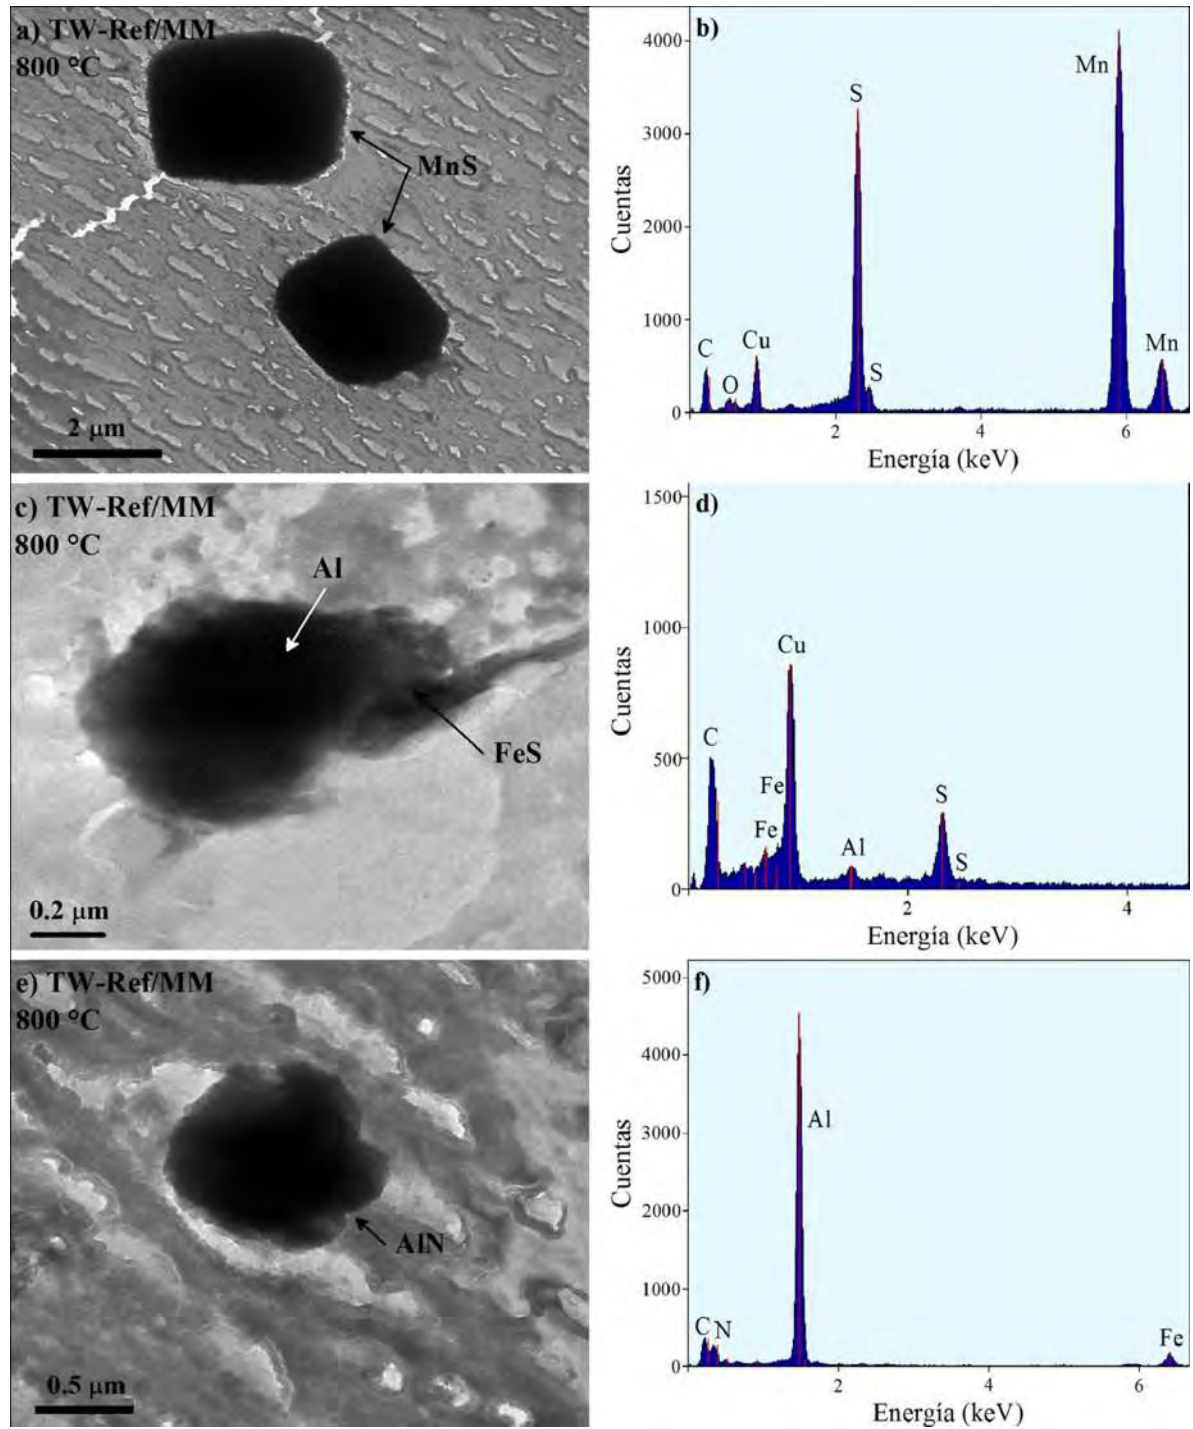 a) TW-Ref/MM
800 °C
MnS
2 μm
b)
4000
3000
2000
1000
0
Cuentas
C
O
Cu
S
S
Mn
Mn
2
4
6
Energía (keV)
c) TW-Ref/MM
800 °C
Al
FeS
0.2 μm
d)
1500
1000
500
0
Cuentas
C
Fe
Fe
Cu
Al
S
S
2
4
Energía (keV)
e) TW-Ref/MM
800 °C
AlN
0.5 μm
f)
5000
4000
3000
2000
1000
0
Cuentas
C
N
Al
Fe
2
4
6
Energía (keV)